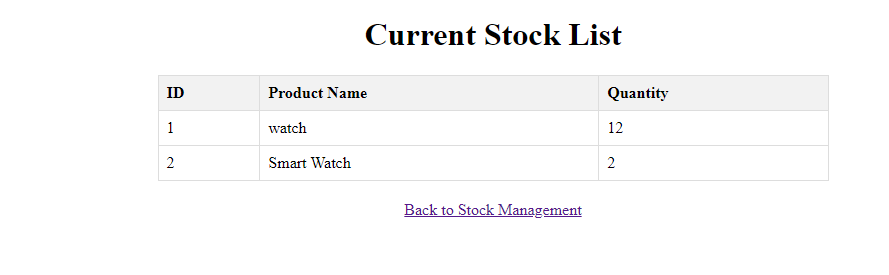 Current Stock List
ID Product Name Quantity
1 watch 12
2 Smart Watch 2
Back to Stock Management